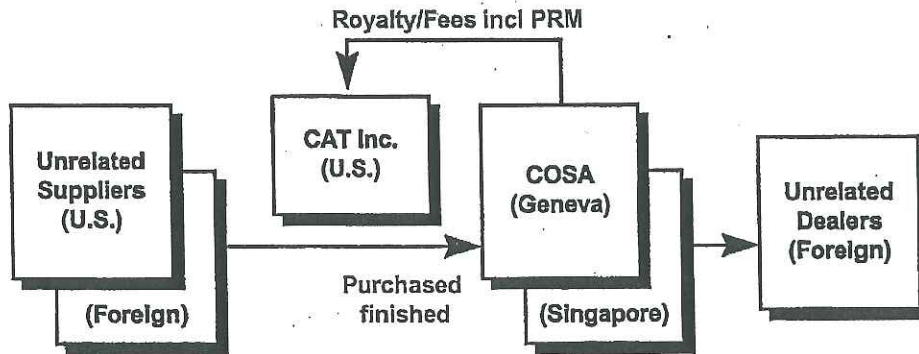 Royalty/Fees incl PRM
Unrelated
Suppliers
(U.S.)
(Foreign)
CAT Inc.
(U.S.)
Purchased
finished
COSA
(Geneva)
(Singapore)
Unrelated
Dealers
(Foreign)